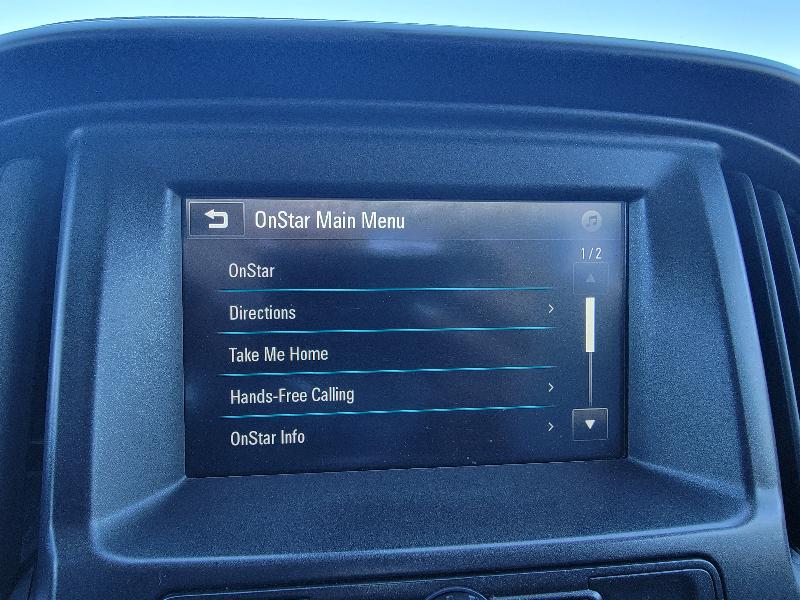 OnStar Main Menu
1/2
OnStar
Directions
Take Me Home
Hands-Free Calling
OnStar Info